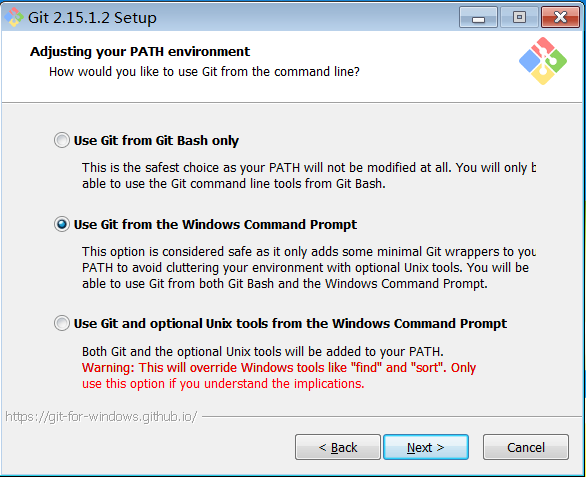 Git 2.15.1.2 Setup
Adjusting your PATH environment
How would you like to use Git from the command line?
Use Git from Git Bash only
This is the safest choice as your PATH will not be modified at all. You will only
able to use the Git command line tools from Git Bash.
Use Git from the Windows Command Prompt
This option is considered safe as it only adds some minimal Git wrappers to you
PATH to avoid cluttering your environment with optional Unix tools. You will be
able to use Git from both Git Bash and the Windows Command Prompt.
Use Git and optional Unix tools from the Windows Command Prompt
Both Git and the optional Unix tools will be added to your PATH.
Warning: This will override Windows tools like "find" and "sort". Only
use this option if you understand the implications.
https://git-for-windows.github.io/
< Back
Next >
Cancel